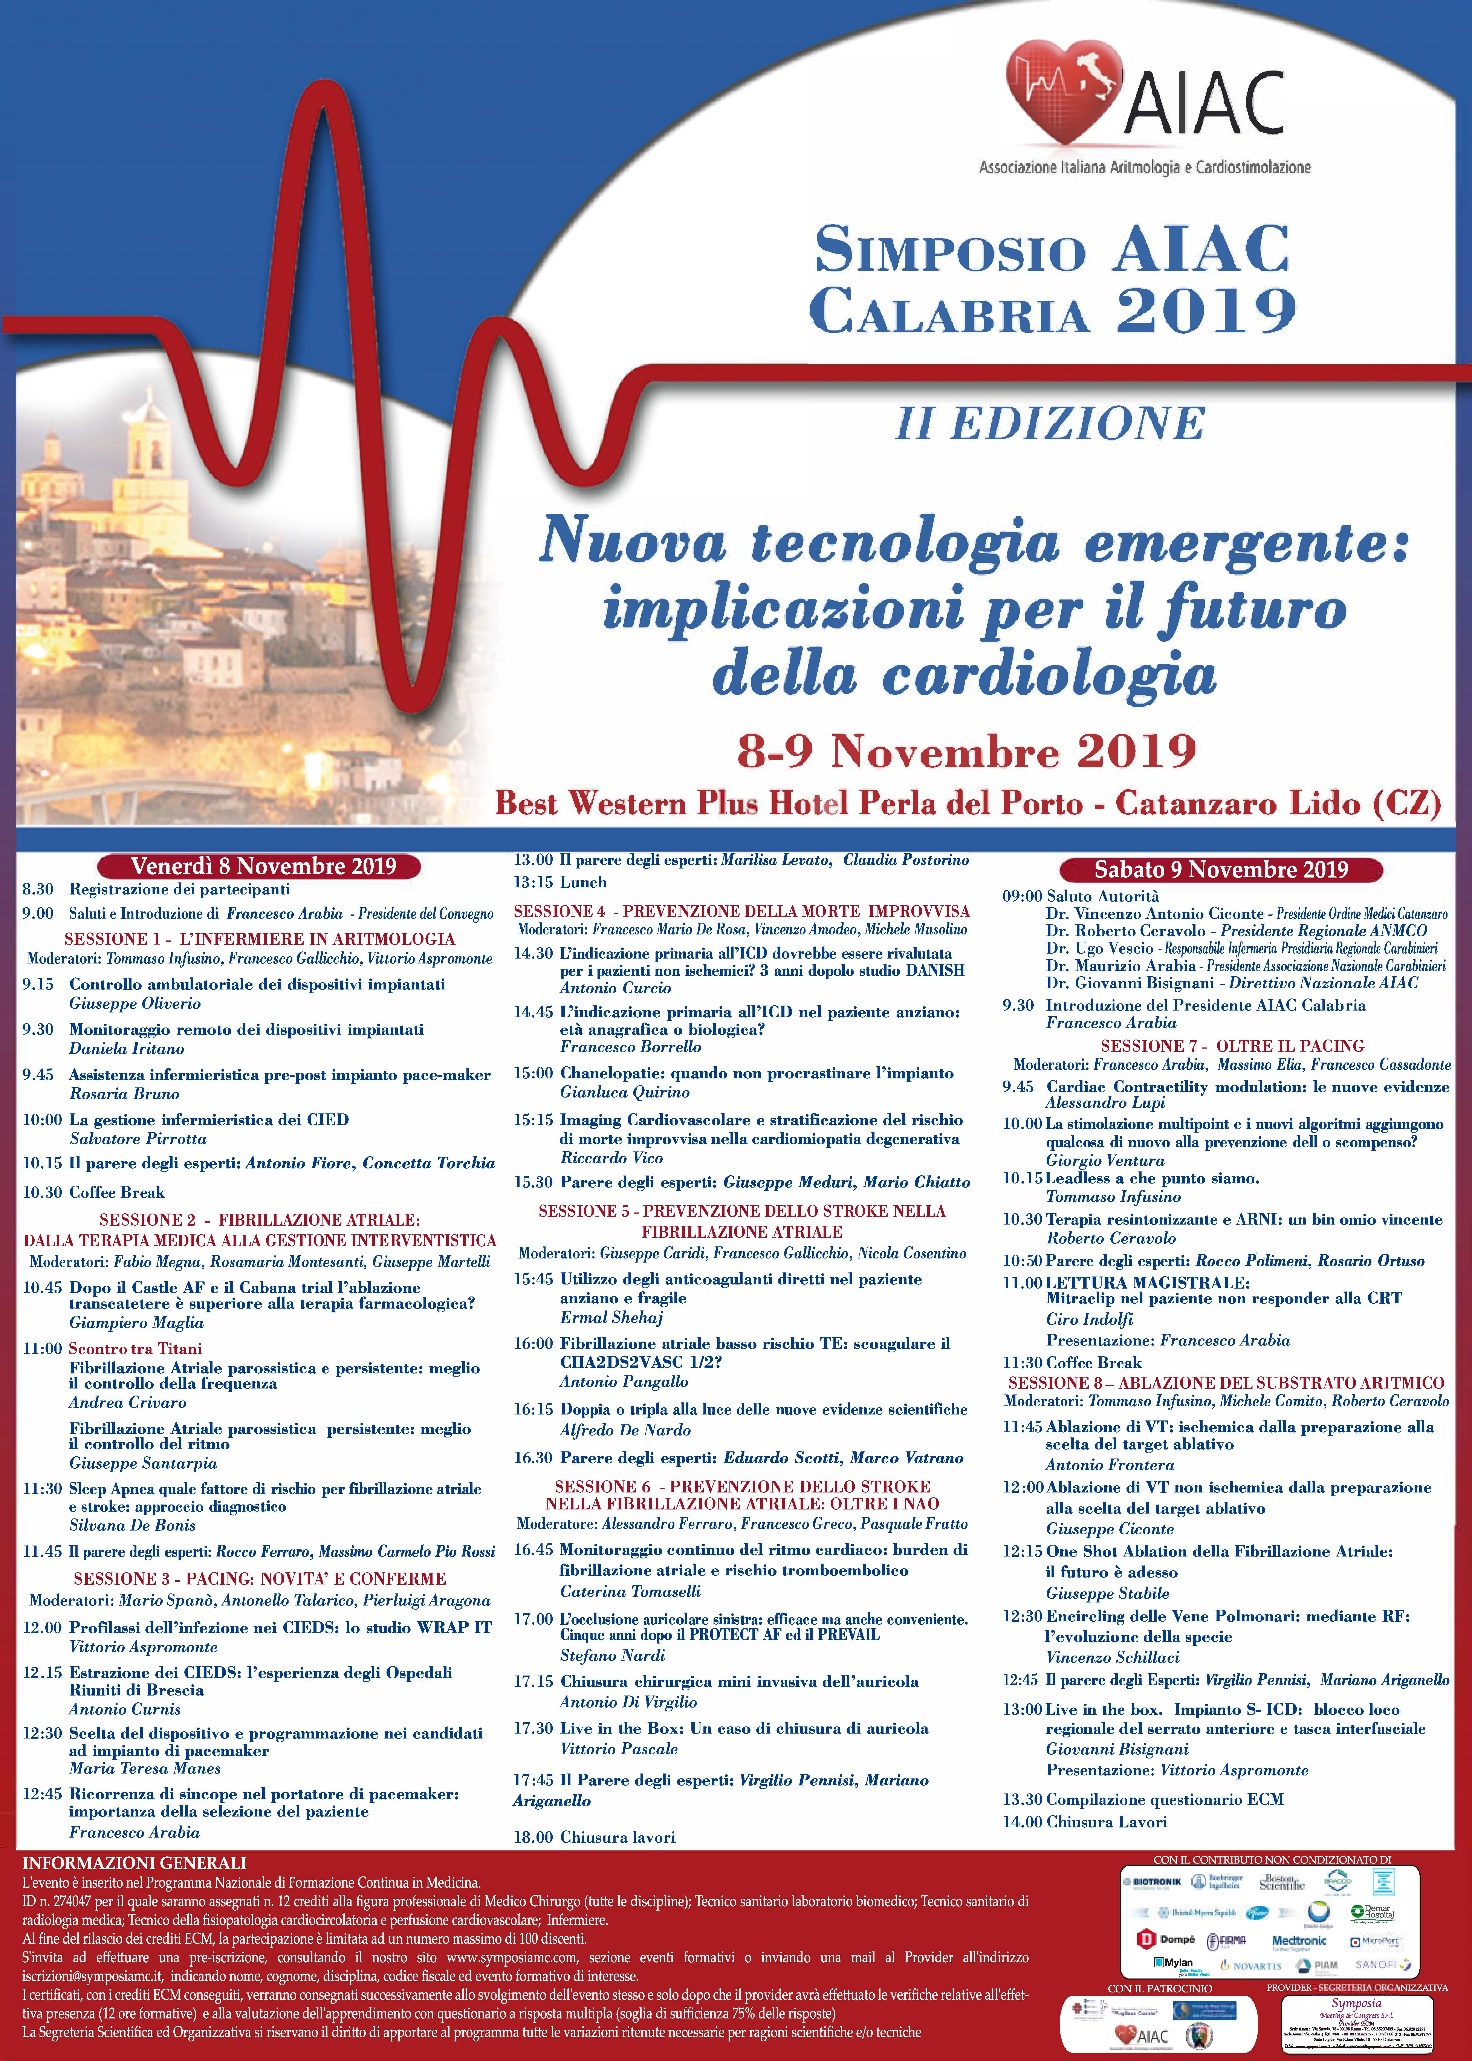 AIAC
Associazione Italiana Aritmologia e Cardiostimolazione
SIMPOSIO AIAC
CALABRIA 2019
II EDIZIONE
Nuova tecnologia emergente:
implicazioni per il futuro
della cardiologia
8-9 Novembre 2019
Best Western Plus Hotel Perla del Porto - Catanzaro Lido (CZ)
Venerdì 8 Novembre 2019
8.30 Registrazione dei partecipanti
9.00 Saluti e Introduzione di Francesco Arabia - Presidente del Convegno
SESSIONE 1 - L'INFERMIERE IN ARITMOLOGIA
Moderatori: Tommaso Infusino, Francesco Gallicchio, Vittorio Aspromonte
9.15 Controllo ambulatoriale dei dispositivi impiantati
Giuseppe Oliverio
9.30 Monitoraggio remoto dei dispositivi impiantati
Daniela Iritano
9.45 Assistenza infermieristica pre-post impianto pace-maker
Rosaria Bruno
10:00 La gestione infermieristica dei CIED
Salvatore Pirrotta
10.15 Il parere degli esperti: Antonio Fiore, Concetta Torchia
10.30 Coffee Break
SESSIONE 2 - FIBRILLAZIONE ATRIALE:
DALLA TERAPIA MEDICA ALLA GESTIONE INTERVENTISTICA
Moderatori: Fabio Megna, Rosamaria Montesanti, Giuseppe Martelli
10.45 Dopo il Castle AF e il Cabana trial l'ablazione
transcatetere è superiore alla terapia farmacologica?
Giampiero Maglia
11:00 Scontro tra Titani
Fibrillazione Atriale parossistica e persistente: meglio
il controllo della frequenza
Andrea Crivaro
Fibrillazione Atriale parossistica persistente: meglio
il controllo del ritmo
Giuseppe Santarpia
11:30 Sleep Apnea quale fattore di rischio per fibrillazione atriale
e stroke: approccio diagnostico
Silvana De Bonis
11.45 Il parere degli esperti: Rocco Ferraro, Massimo Carmelo Pio Rossi
SESSIONE 3 - PACING: NOVITA' E CONFERME
Moderatori: Mario Spanò, Antonello Talarico, Pierluigi Aragona
12.00 Profilassi dell'infezione nei CIEDS: lo studio WRAP IT
Vittorio Aspromonte
12.15 Estrazione dei CIEDS: l'esperienza degli Ospedali
Riuniti di Brescia
Antonio Curnis
12:30 Scelta del dispositivo e programmazione nei candidati
ad impianto di pacemaker
Maria Teresa Manes
12:45 Ricorrenza di sincope nel portatore di pacemaker:
importanza della selezione del paziente
Francesco Arabia
13.00 Il parere degli esperti: Marilisa Levato, Claudia Postorino
13:15 Lunch
SESSIONE 4 - PREVENZIONE DELLA MORTE IMPROVVISA
Moderatori: Francesco Mario De Rosa, Vincenzo Amodeo, Michele Musolino
14.30 L'indicazione primaria all'ICD dovrebbe essere rivalutata
per i pazienti non ischemici? 3 anni dopolo studio DANISH
Antonio Curcio
14.45 L'indicazione primaria all'ICD nel paziente anziano:
età anagrafica o biologica?
Francesco Borrello
15:00 Chanelopatie: quando non procrastinare l'impianto
Gianluca Quirino
15:15 Imaging Cardiovascolare e stratificazione del rischio
di morte improvvisa nella cardiomiopatia degenerativa
Riccardo Vico
15.30 Parere degli esperti: Giuseppe Meduri, Mario Chiatto
SESSIONE 5 - PREVENZIONE DELLO STROKE NELLA
FIBRILLAZIONE ATRIALE
Moderatori: Giuseppe Caridi, Francesco Gallicchio, Nicola Cosentino
15:45 Utilizzo degli anticoagulanti diretti nel paziente
anziano e fragile
Ermal Shehaj
16:00 Fibrillazione atriale basso rischio TE: scoagulare il
CHA2DS2VASC 1/2?
Antonio Pangallo
16:15 Doppia o tripla alla luce delle nuove evidenze scientifiche
Alfredo De Nardo
16.30 Parere degli esperti: Eduardo Scotti, Marco Vatrano
SESSIONE 6 - PREVENZIONE DELLO STROKE
NELLA FIBRILLAZIONE ATRIALE: OLTRE I NAO
Moderatore: Alessandro Ferraro, Francesco Greco, Pasquale Fratto
16.45 Monitoraggio continuo del ritmo cardiaco: burden di
fibrillazione atriale e rischio tromboembolico
Caterina Tomaselli
17.00 L'occlusione auricolare sinistra: efficace ma anche conveniente.
Cinque anni dopo il PROTECT AF ed il PREVAIL
Stefano Nardi
17.15 Chiusura chirurgica mini invasiva dell'auricola
Antonio Di Virgilio
17.30 Live in the Box: Un caso di chiusura di auricola
Vittorio Pascale
17:45 Il Parere degli esperti: Virgilio Pennisi, Mariano
Ariganello
18.00 Chiusura lavori
Sabato 9 Novembre 2019
09:00 Saluto Autorità
Dr. Vincenzo Antonio Ciconte - Presidente Ordine Medici Catanzaro
Dr. Roberto Ceravolo - Presidente Regionale ANMCO
Dr. Ugo Vescio - Responsabile Infermeria Presidiaria Regionale Carabinieri
Dr. Maurizio Arabia - Presidente Associazione Nazionale Carabinieri
Dr. Giovanni Bisignani - Direttivo Nazionale AIAC
9.30 Introduzione del Presidente AIAC Calabria
Francesco Arabia
SESSIONE 7 - OLTRE IL PACING
Moderatori: Francesco Arabia, Massimo Elia, Francesco Cassadonte
9.45 Cardiac Contractility modulation: le nuove evidenze
Alessandro Lupi
10.00 La stimolazione multipoint e i nuovi algoritmi aggiungono
qualcosa di nuovo alla prevenzione dell o scompenso?
Giorgio Ventura
10.15 Leadless a che punto siamo.
Tommaso Infusino
10.30 Terapia resintonizzante e ARNI: un bin omio vincente
Roberto Ceravolo
10:50 Parere degli esperti: Rocco Polimeni, Rosario Ortuso
11.00 LETTURA MAGISTRALE:
Mitraclip nel paziente non responder alla CRT
Ciro Indolfi
Presentazione: Francesco Arabia
11:30 Coffee Break
SESSIONE 8 – ABLAZIONE DEL SUBSTRATO ARITMICO
Moderatori: Tommaso Infusino, Michele Comito, Roberto Ceravolo
11:45 Ablazione di VT: ischemica dalla preparazione alla
scelta del target ablativo
Antonio Frontera
12:00 Ablazione di VT non ischemica dalla preparazione
alla scelta del target ablativo
Giuseppe Ciconte
12:15 One Shot Ablation della Fibrillazione Atriale:
il futuro è adesso
Giuseppe Stabile
12:30 Encircling delle Vene Polmonari: mediante RF:
l'evoluzione della specie
Vincenzo Schillaci
12:45 Il parere degli Esperti: Virgilio Pennisi, Mariano Ariganello
13:00 Live in the box. Impianto S- ICD: blocco loco
regionale del serrato anteriore e tasca interfasciale
Giovanni Bisignani
Presentazione: Vittorio Aspromonte
13.30 Compilazione questionario ECM
14.00 Chiusura Lavori
INFORMAZIONI GENERALI
L'evento è inserito nel Programma Nazionale di Formazione Continua in Medicina.
ID n. 274047 per il quale saranno assegnati n. 12 crediti alla figura professionale di Medico Chirurgo (tutte le discipline); Tecnico sanitario laboratorio biomedico; Tecnico sanitario di
radiologia medica; Tecnico della fisiopatologia cardiocircolatoria e perfusione cardiovascolare; Infermiere.
Al fine del rilascio dei crediti ECM, la partecipazione è limitata ad un numero massimo di 100 discenti.
S'invita ad effettuare una pre-iscrizione, consultando il nostro sito www.symposiamc.com, sezione eventi formativi o inviando una mail al Provider all'indirizzo
iscrizioni@symposiamc.it, indicando nome, cognome, disciplina, codice fiscale ed evento formativo di interesse.
I certificati, con i crediti ECM conseguiti, verranno consegnati successivamente allo svolgimento dell'evento stesso e solo dopo che il provider avrà effettuato le verifiche relative all'effet-
tiva presenza (12 ore formative) e alla valutazione dell'apprendimento con questionario a risposta multipla (soglia di sufficienza 75% delle risposte)
La Segreteria Scientifica ed Organizzativa si riservano il diritto di apportare al programma tutte le variazioni ritenute necessarie per ragioni scientifiche e/o tecniche
CON IL CONTRIBUTO NON CONDIZIONATO DI
BIOTRONIK
Boehringer
Ingelheim
Boston
Scientific
BRACCO
Bristol-Myers Squibb
Pfizer
Demar
Hospital
Dompé
FIRMA
Medtronic
MicroPort
Mylan
NOVARTIS
PIAM
SANOFI
CON IL PATROCINIO
AIAC
PROVIDER - SEGRETERIA ORGANIZZATIVA
Symposia
Meeting & Congress S.r.l.